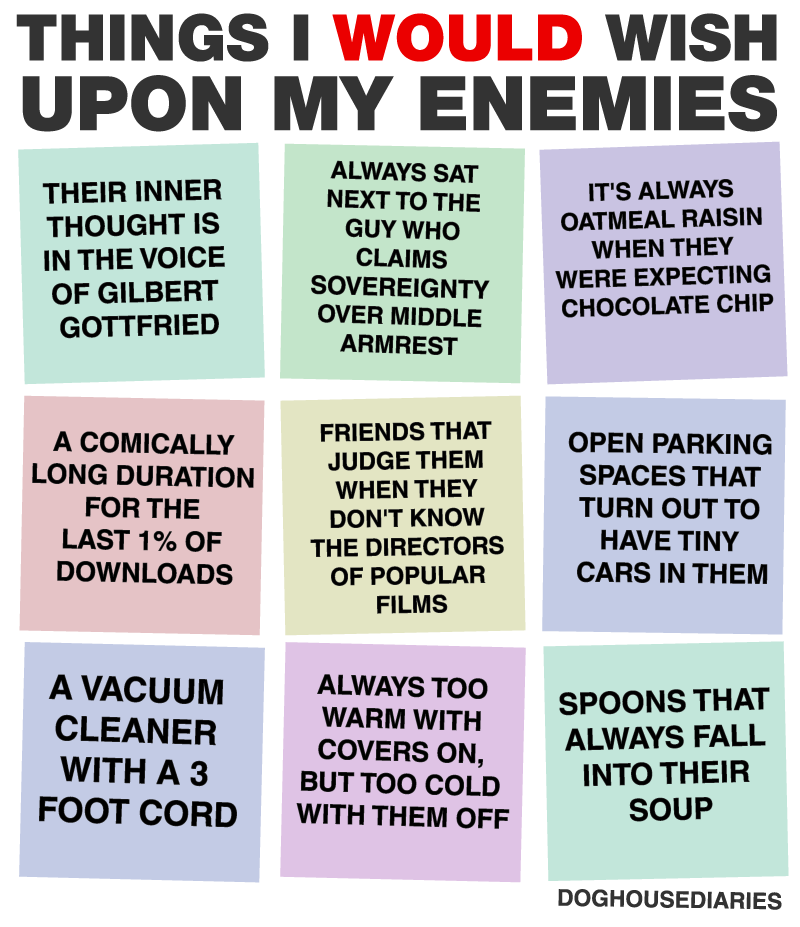 THINGS I WOULD WISH
UPON MY ENEMIES
THEIR INNER
THOUGHT IS
IN THE VOICE
OF GILBERT
GOTTFRIED
ALWAYS SAT
NEXT TO THE
GUY WHO
CLAIMS
SOVEREIGNTY
OVER MIDDLE
ARMREST
IT'S ALWAYS
OATMEAL RAISIN
WHEN THEY
WERE EXPECTING
CHOCOLATE CHIP
A COMICALLY
LONG DURATION
FOR THE
LAST 1% OF
DOWNLOADS
FRIENDS THAT
JUDGE THEM
WHEN THEY
DON'T KNOW
THE DIRECTORS
OF POPULAR
FILMS
OPEN PARKING
SPACES THAT
TURN OUT TO
HAVE TINY
CARS IN THEM
A VACUUM
CLEANER
WITH A 3
FOOT CORD
ALWAYS TOO
WARM WITH
COVERS ON,
BUT TOO COLD
WITH THEM OFF
SPOONS THAT
ALWAYS FALL
INTO THEIR
SOUP
DOGHOUSEDIARIES